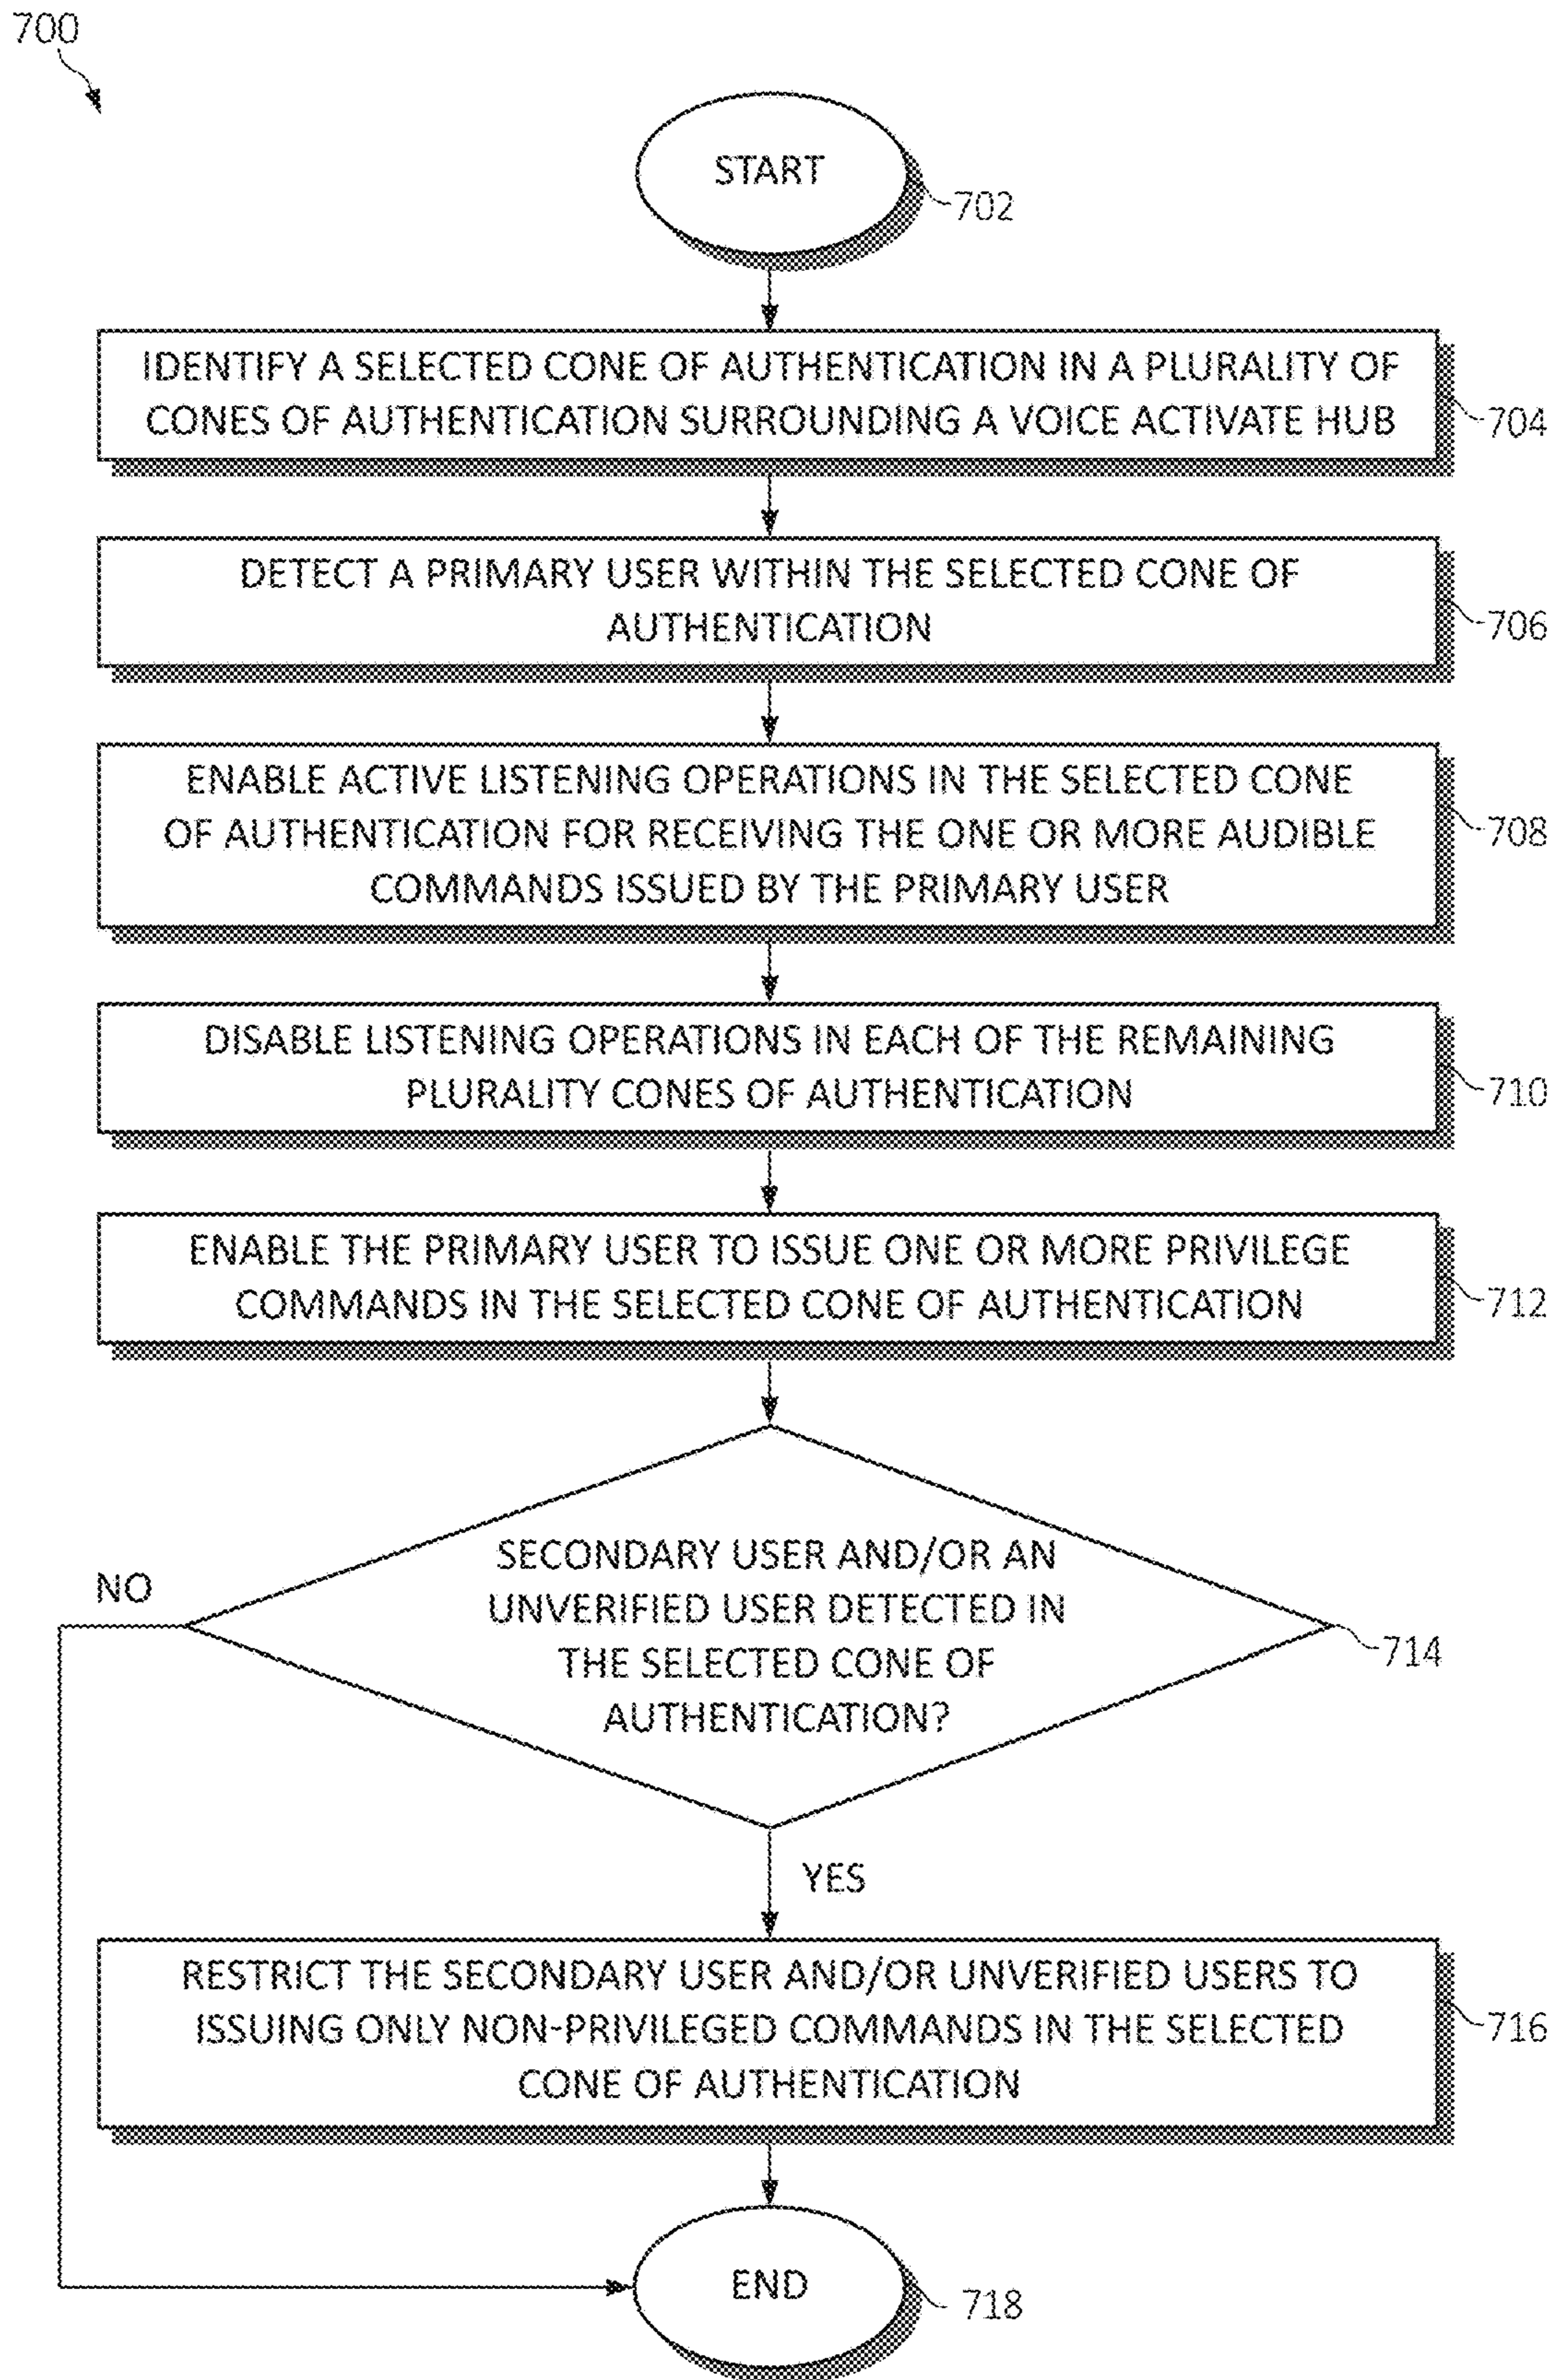 700
START
702
IDENTIFY A SELECTED CONE OF AUTHENTICATION IN A PLURALITY OF
CONES OF AUTHENTICATION SURROUNDING A VOICE ACTIVATE HUB
704
DETECT A PRIMARY USER WITHIN THE SELECTED CONE OF
AUTHENTICATION
706
ENABLE ACTIVE LISTENING OPERATIONS IN THE SELECTED CONE
OF AUTHENTICATION FOR RECEIVING THE ONE OR MORE AUDIBLE
COMMANDS ISSUED BY THE PRIMARY USER
708
DISABLE LISTENING OPERATIONS IN EACH OF THE REMAINING
PLURALITY CONES OF AUTHENTICATION
710
ENABLE THE PRIMARY USER TO ISSUE ONE OR MORE PRIVILEGE
COMMANDS IN THE SELECTED CONE OF AUTHENTICATION
712
SECONDARY USER AND/OR AN
UNVERIFIED USER DETECTED IN
THE SELECTED CONE OF
AUTHENTICATION?
714
NO
YES
RESTRICT THE SECONDARY USER AND/OR UNVERIFIED USERS TO
ISSUING ONLY NON-PRIVILEGED COMMANDS IN THE SELECTED
CONE OF AUTHENTICATION
716
END
718